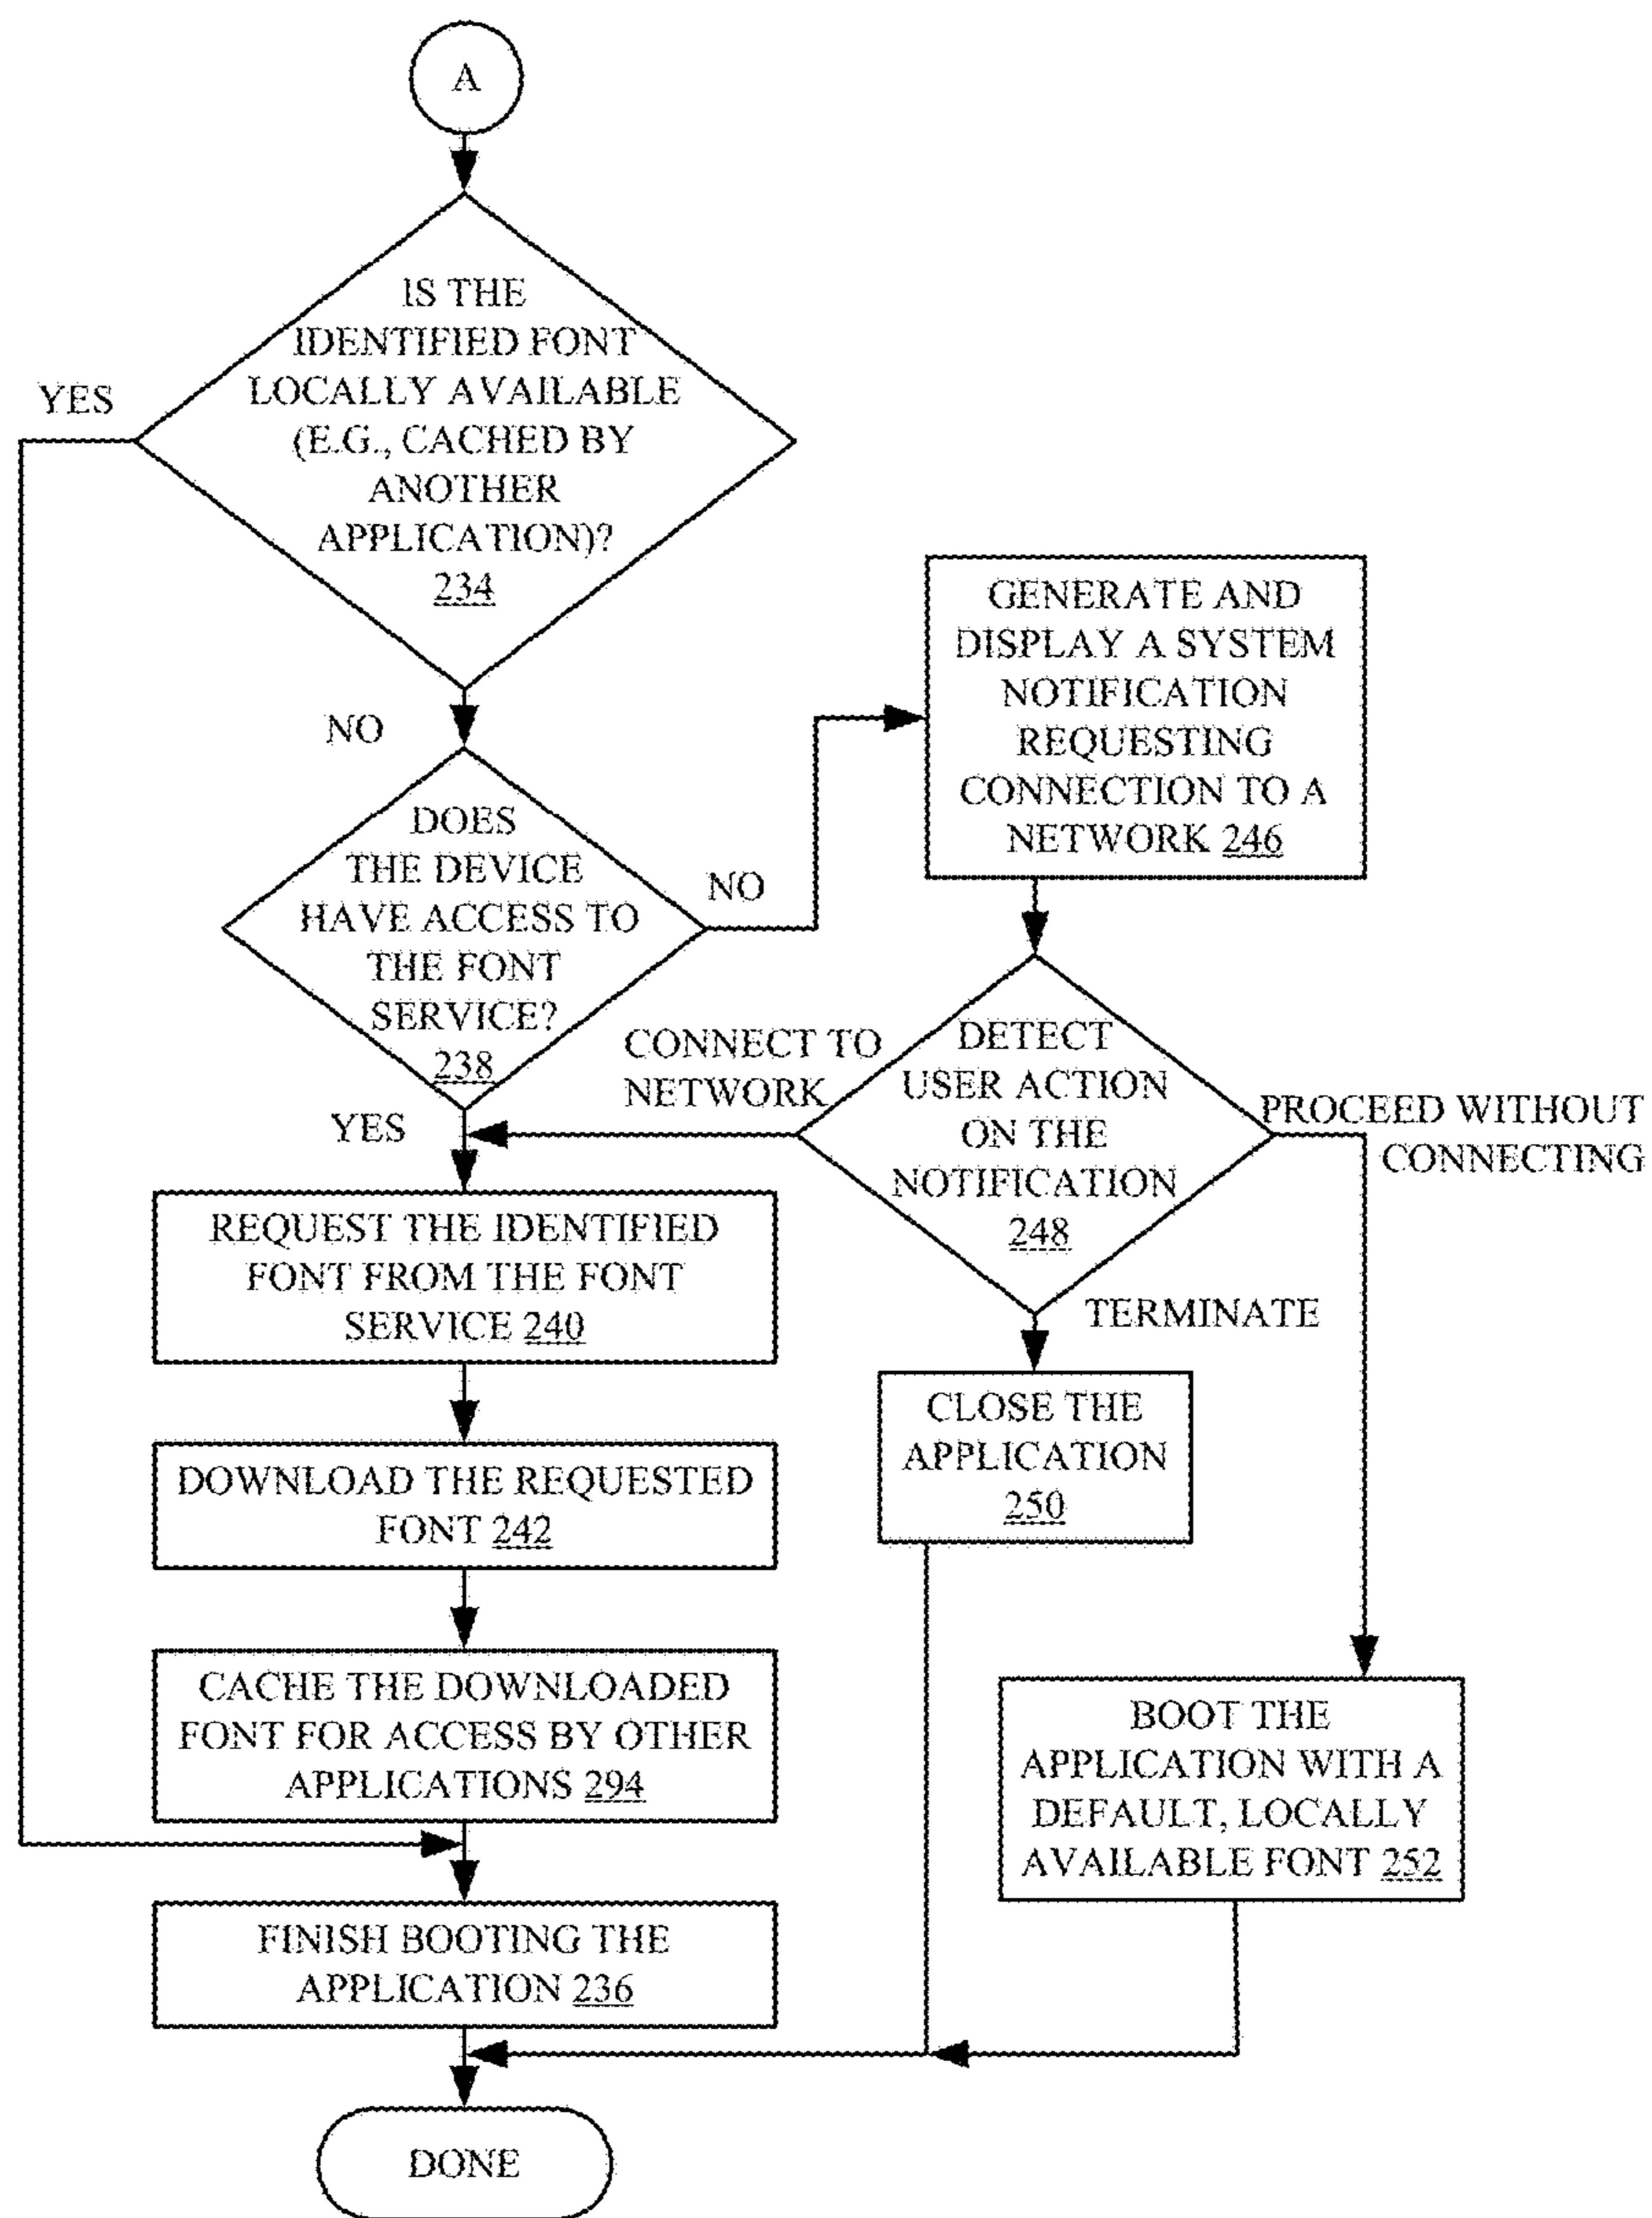 A
IS THE
IDENTIFIED FONT
LOCALLY AVAILABLE
(E.G., CACHED BY
ANOTHER
APPLICATION)?
234
YES
NO
DOES
THE DEVICE
HAVE ACCESS TO
THE FONT
SERVICE?
238
NO
YES
GENERATE AND
DISPLAY A SYSTEM
NOTIFICATION
REQUESTING
CONNECTION TO A
NETWORK 246
DETECT
USER ACTION
ON THE
NOTIFICATION
248
CONNECT TO
NETWORK
PROCEED WITHOUT
CONNECTING
TERMINATE
REQUEST THE IDENTIFIED
FONT FROM THE FONT
SERVICE 240
DOWNLOAD THE REQUESTED
FONT 242
CACHE THE DOWNLOADED
FONT FOR ACCESS BY OTHER
APPLICATIONS 294
FINISH BOOTING THE
APPLICATION 236
CLOSE THE
APPLICATION
250
BOOT THE
APPLICATION WITH A
DEFAULT, LOCALLY
AVAILABLE FONT 252
DONE